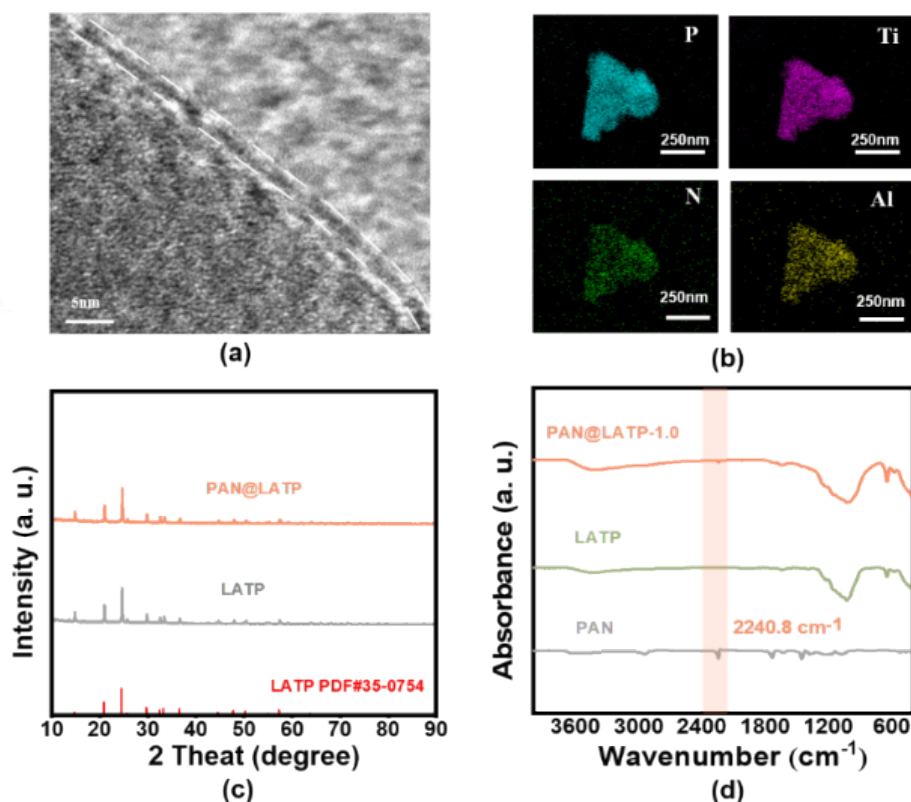 5nm
(a)
P
250nm
Ti
250nm
N
250nm
Al
250nm
(b)
Intensity (a. u.)
PAN@LATP
LATP
LATP PDF#35-0754
10 20 30 40 50 60 70 80 90
2 Theat (degree)
(c)
Absorbance (a. u.)
PAN@LATP-1.0
LATP
PAN
2240.8 cm⁻¹
3600 3000 2400 1800 1200 600
Wavenumber (cm⁻¹)
(d)